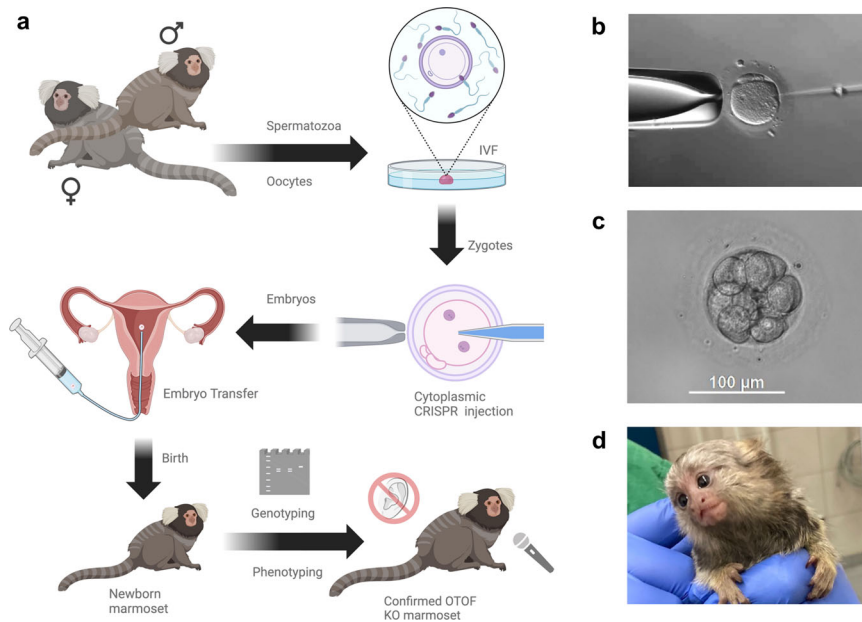 a
♂
♀
Spermatozoa
Oocytes
IVF
Zygotes
Embryos
Cytoplasmic
CRISPR injection
Embryo Transfer
Birth
Genotyping
Phenotyping
Newborn
marmoset
Confirmed OTOF
KO marmoset
b
c
100 µm
d